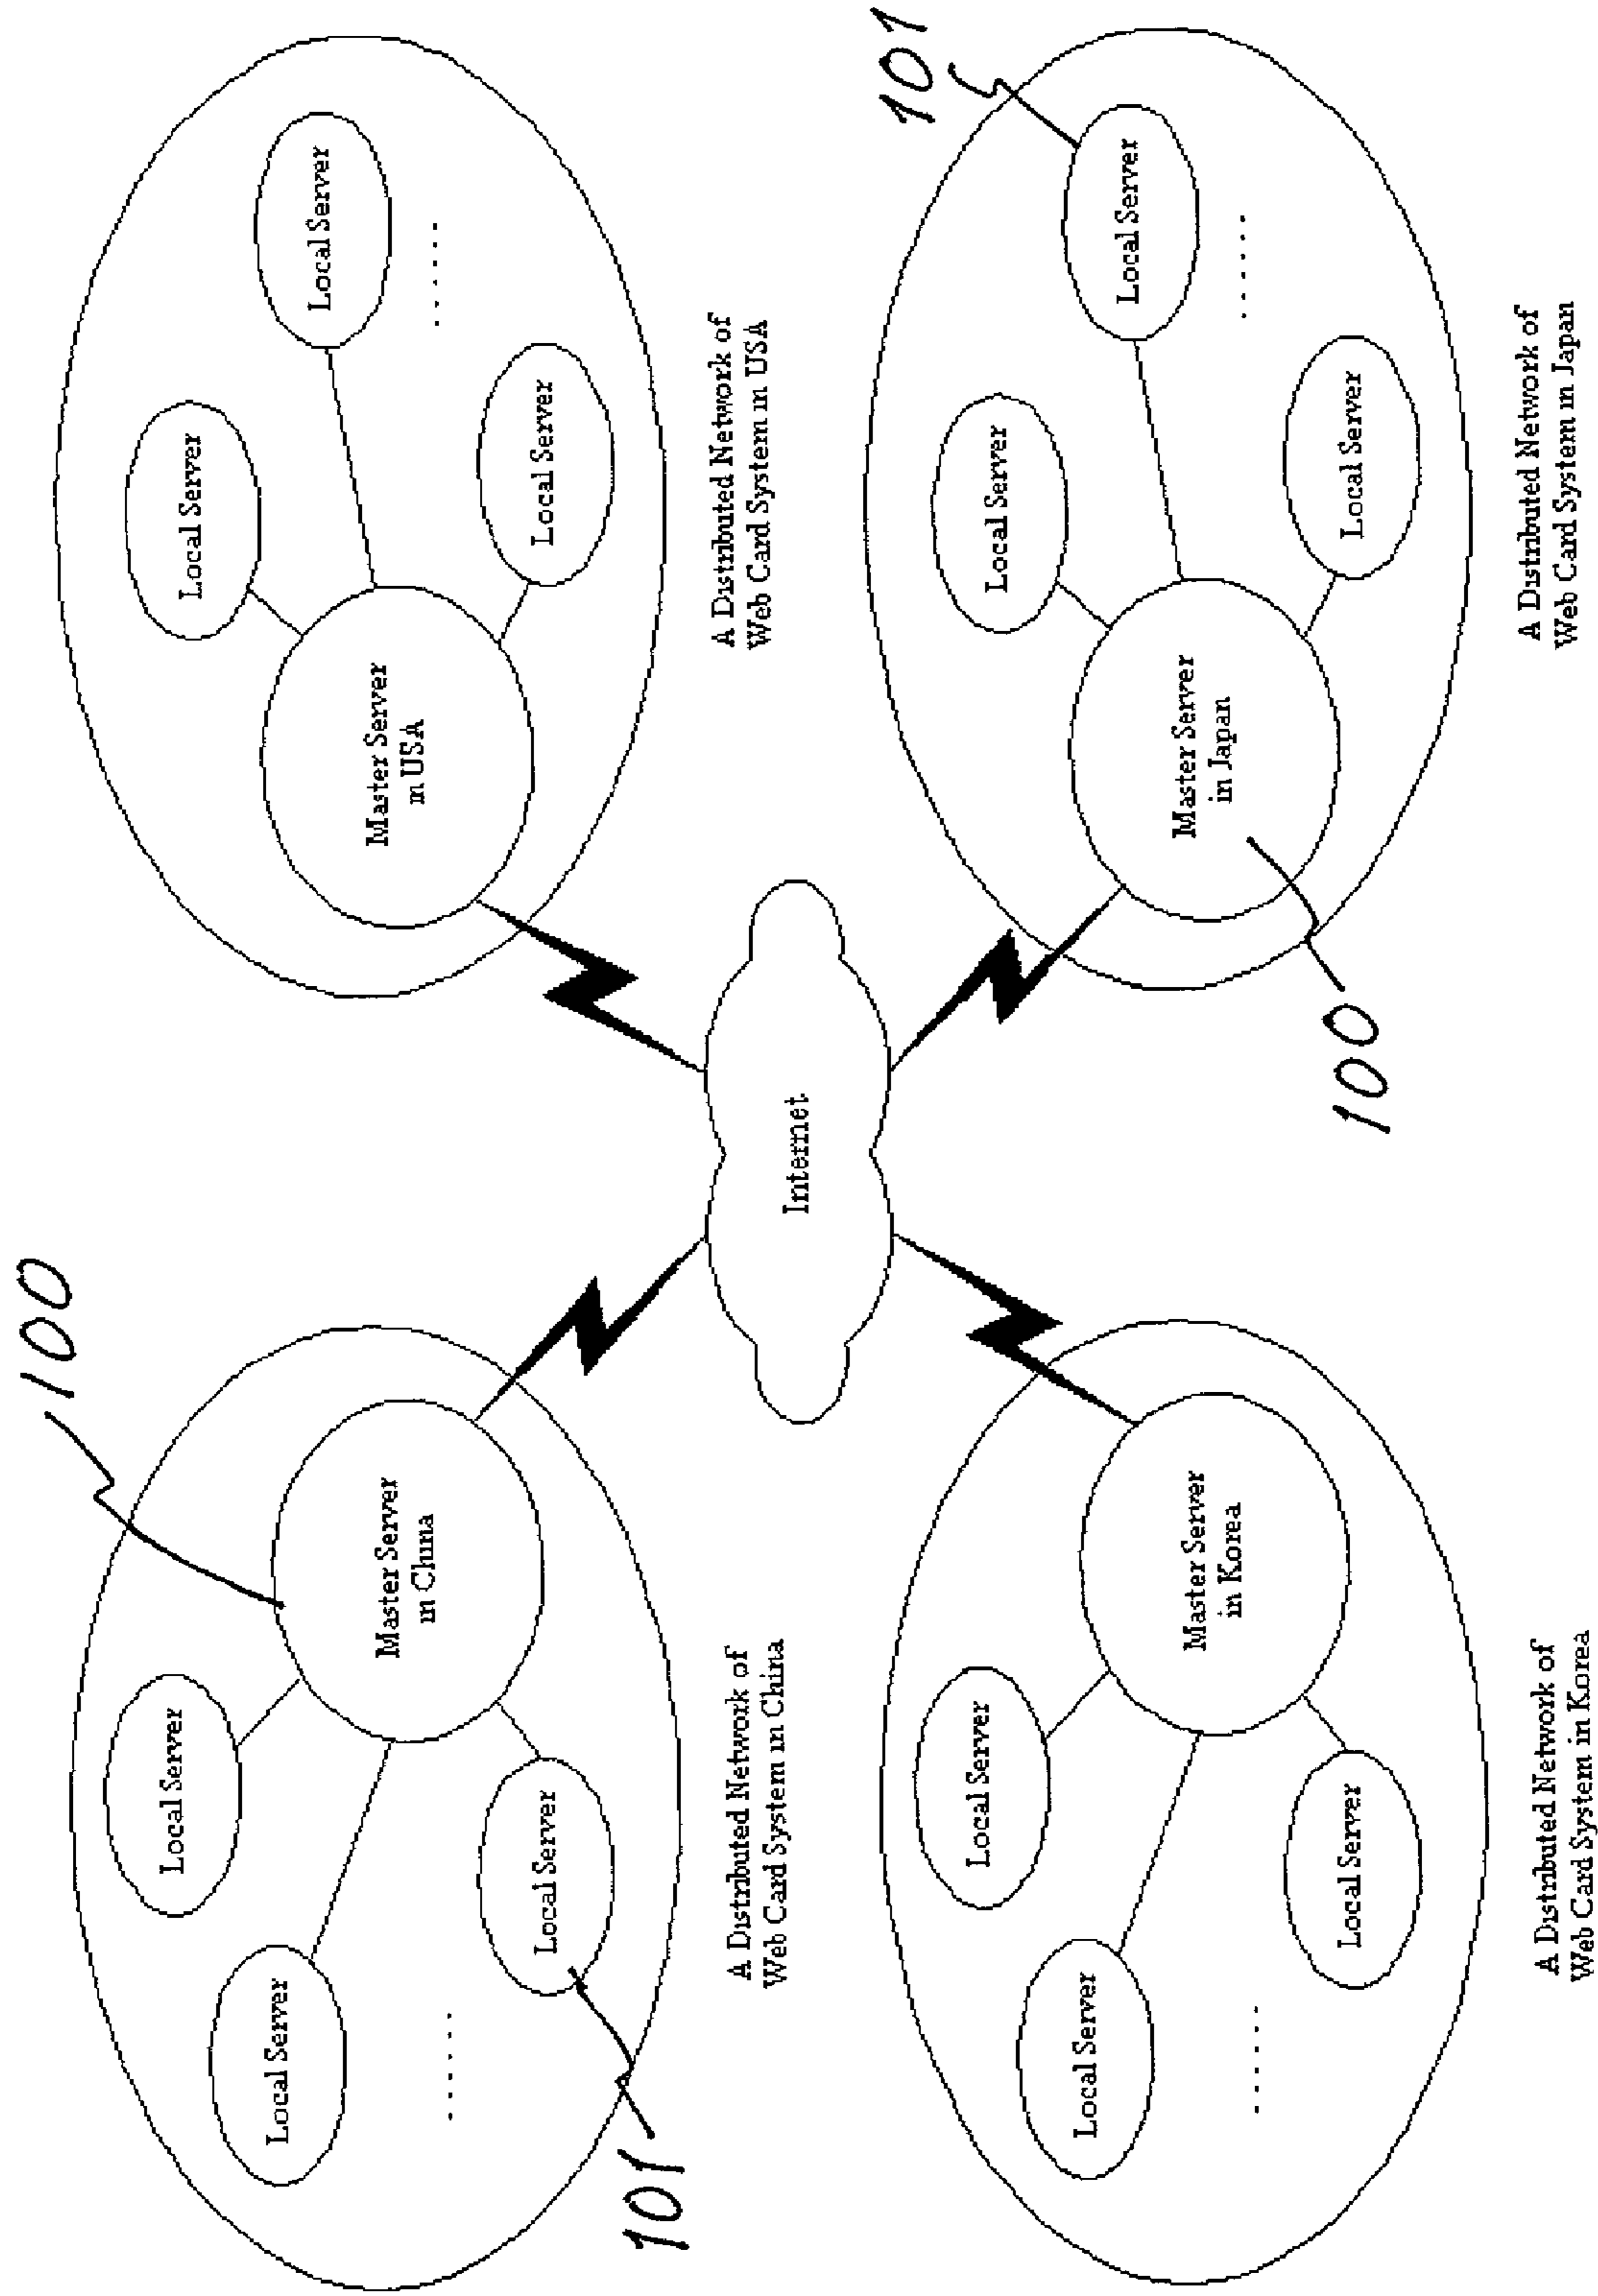 100
Local Server
Local Server
Master Server
in China
Local Server
......
101
A Distributed Network of
Web Card System in China
Local Server
Local Server
Master Server
in USA
Local Server
......
A Distributed Network of
Web Card System in USA
Internet
Local Server
Local Server
Master Server
in Korea
Local Server
......
A Distributed Network of
Web Card System in Korea
101
Local Server
Local Server
Master Server
in Japan
Local Server
......
100
A Distributed Network of
Web Card System in Japan